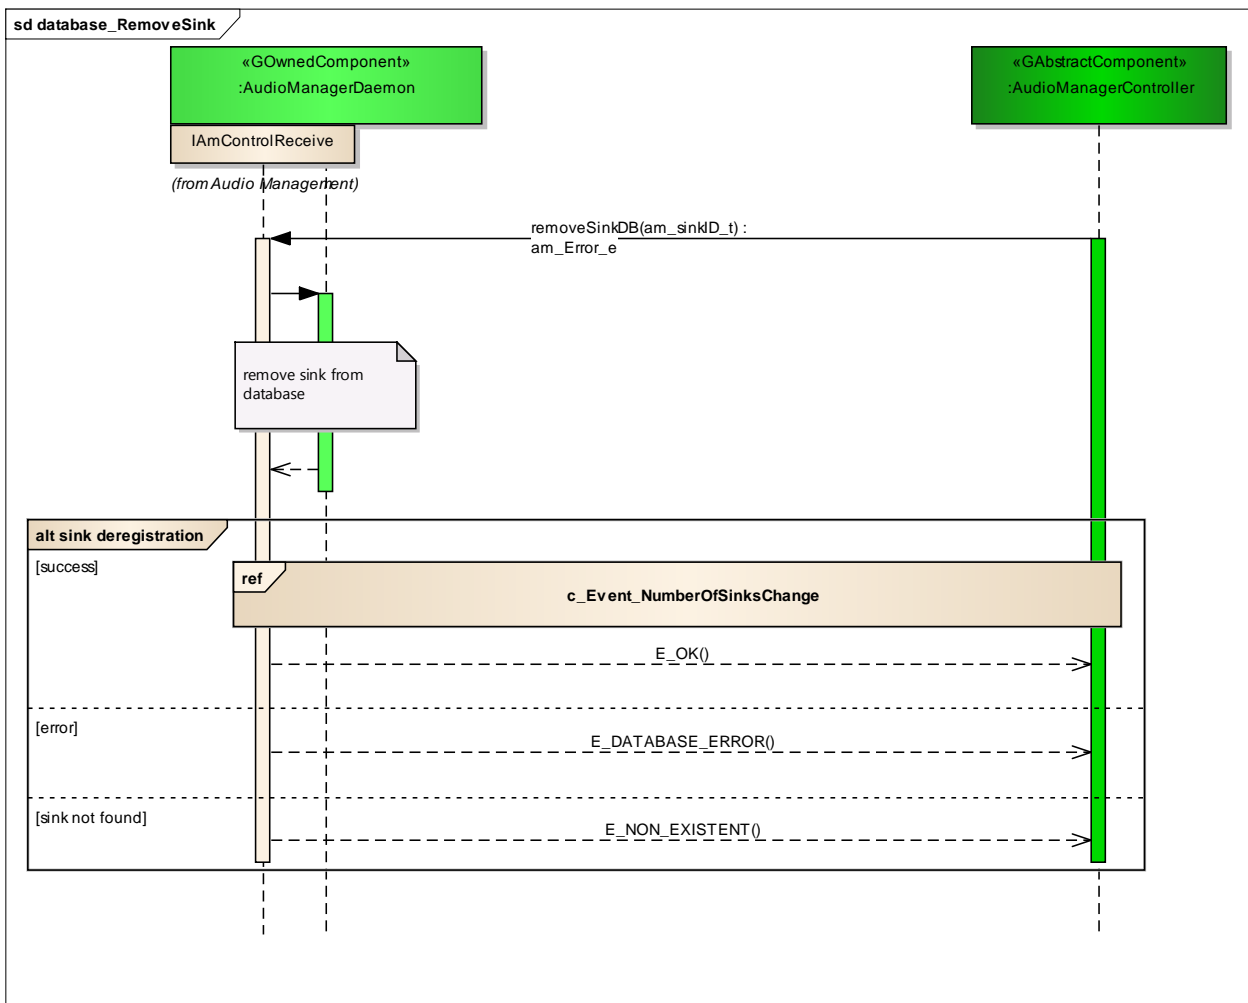 sd database_RemoveSink
«GOwnedComponent»
:AudioManagerDaemon
«GAbstractComponent»
:AudioManagerController
IAmControlReceive
(from Audio Management)
removeSinkDB(am_sinkID_t) :
am_Error_e
remove sink from
database
alt sink deregistration
[success]
ref
c_Event_NumberOfSinksChange
E_OK()
[error]
E_DATABASE_ERROR()
[sink not found]
E_NON_EXISTENT()